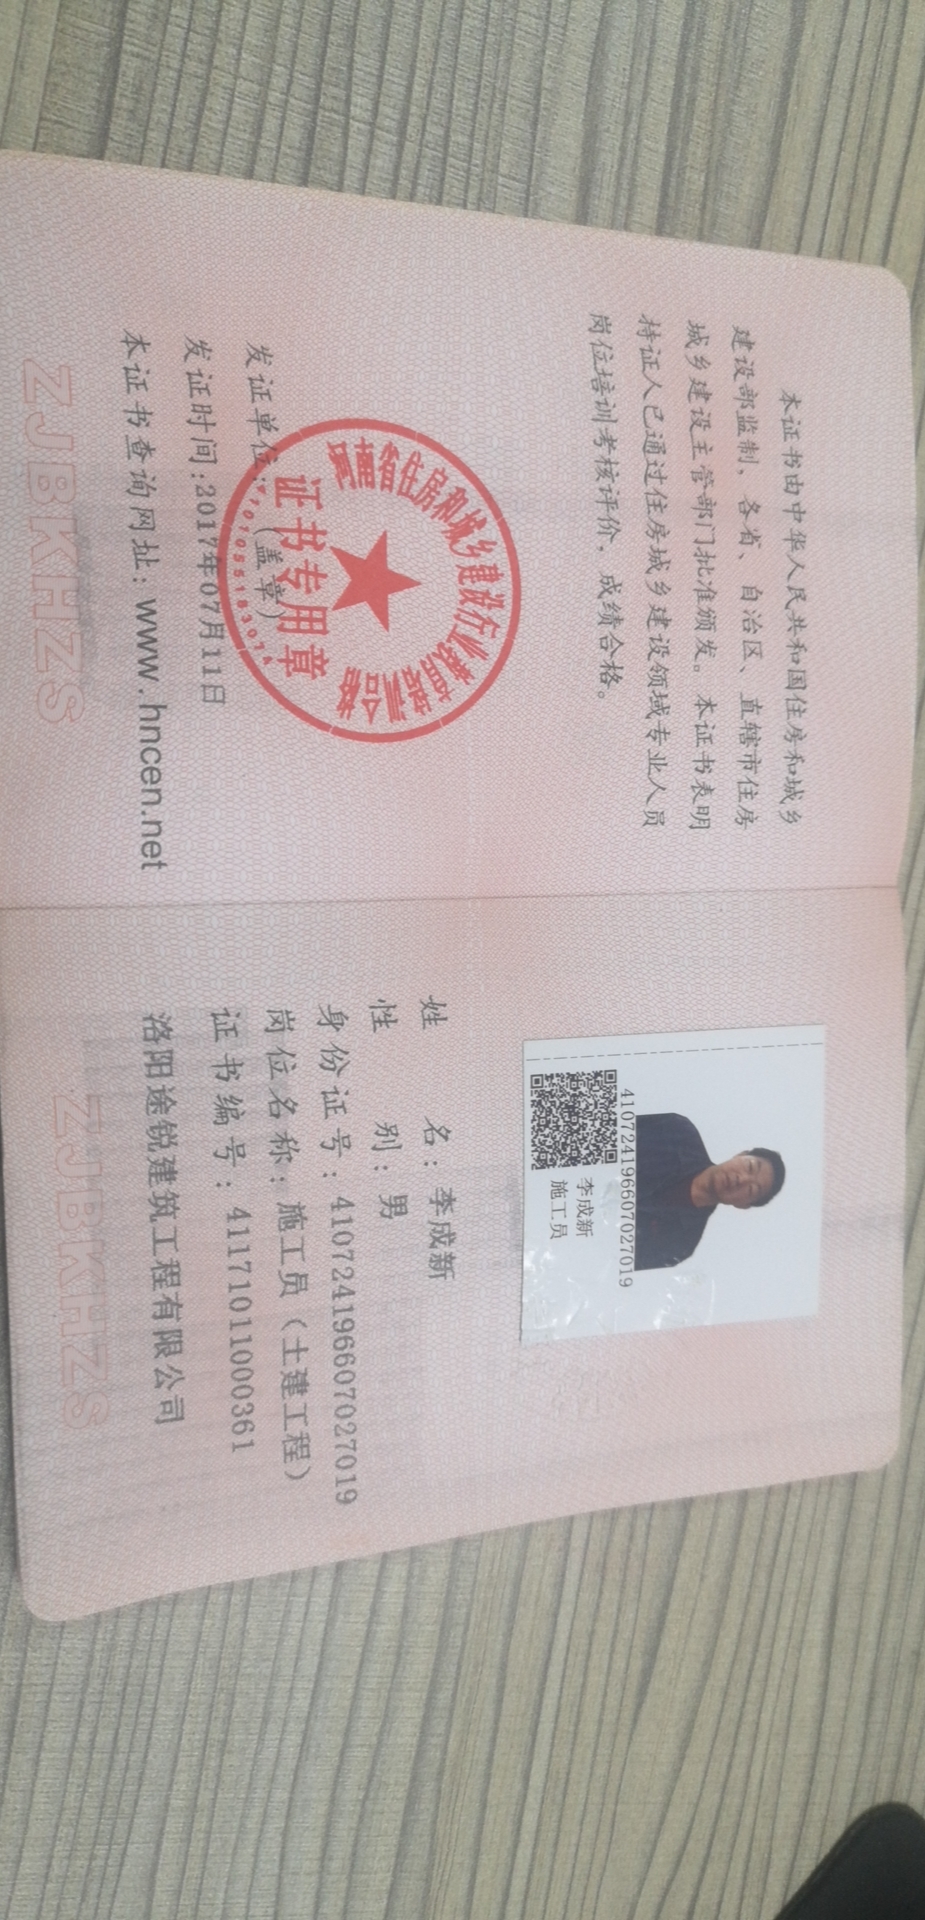 本证书由中华人民共和国住房和城乡
建设部监制，各省、自治区、直辖市住房
城乡建设主管部门批准颁发。本证书表明
持证人已通过住房城乡建设领域专业人员
岗位培训考核评价，成绩合格。
河南省住房和城乡建设行业教育培训合格
证书专用章
4101055183074
发证单位：（盖章）
发证时间:2017年07月11日
本证书查询网址：www.hncen.net
ZJBKHZS
410724196607027019
李成新
施工员
姓名：李成新
性别：男
身份证号：410724196607027019
岗位名称：施工员（土建工程）
证书编号：41171011000361
洛阳途锐建筑工程有限公司
ZJBKHZS